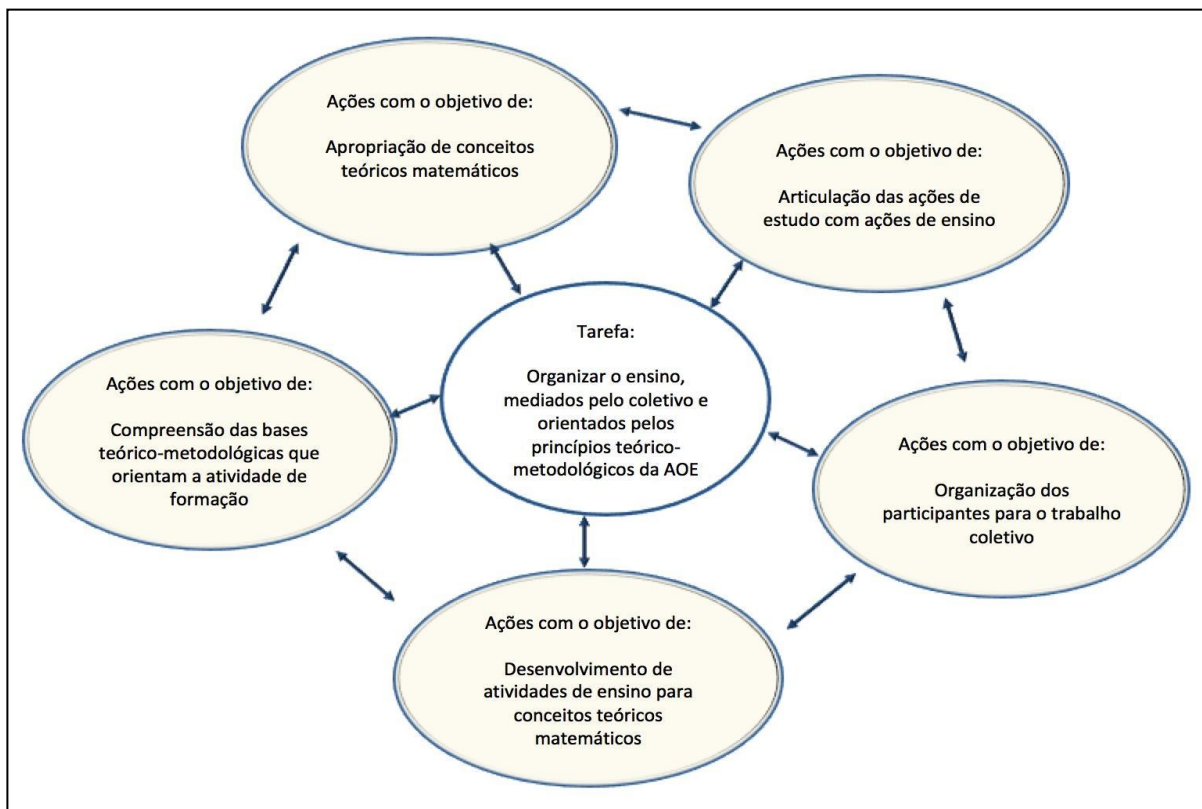 Ações com o objetivo de:
Apropriação de conceitos
teóricos matemáticos
Ações com o objetivo de:
Articulação das ações de
estudo com ações de ensino
Tarefa:
Organizar o ensino,
mediados pelo coletivo e
orientados pelos
princípios teórico-
metodológicos da AOE
Ações com o objetivo de:
Compreensão das bases
teórico-metodológicas que
orientam a atividade de
formação
Ações com o objetivo de:
Organização dos
participantes para o trabalho
coletivo
Ações com o objetivo de:
Desenvolvimento de
atividades de ensino para
conceitos teóricos
matemáticos